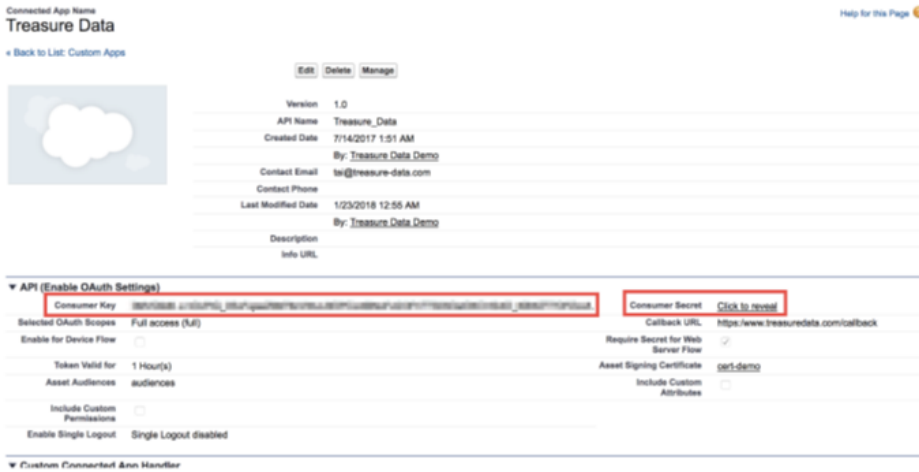 Connected App Name
Treasure Data
Help for this Page
« Back to List: Custom Apps
Edit Delete Manage
Version 1.0
API Name Treasure_Data
Created Date 7/14/2017 1:51 AM
By: Treasure Data Demo
Contact Email tai@treasure-data.com
Contact Phone
Last Modified Date 1/23/2018 12:55 AM
By: Treasure Data Demo
Description
Info URL
▼ API (Enable OAuth Settings)
Consumer Key Consumer Secret Click to reveal
Selected OAuth Scopes Full access (full) Callback URL https:/www.treasuredata.com/callback
Enable for Device Flow Require Secret for Web
Server Flow
Token Valid for 1 Hour(s) Asset Signing Certificate cert-demo
Asset Audiences audiences Include Custom
Attributes
Include Custom
Permissions
Enable Single Logout Single Logout disabled
▼ Custom Connected App Handler